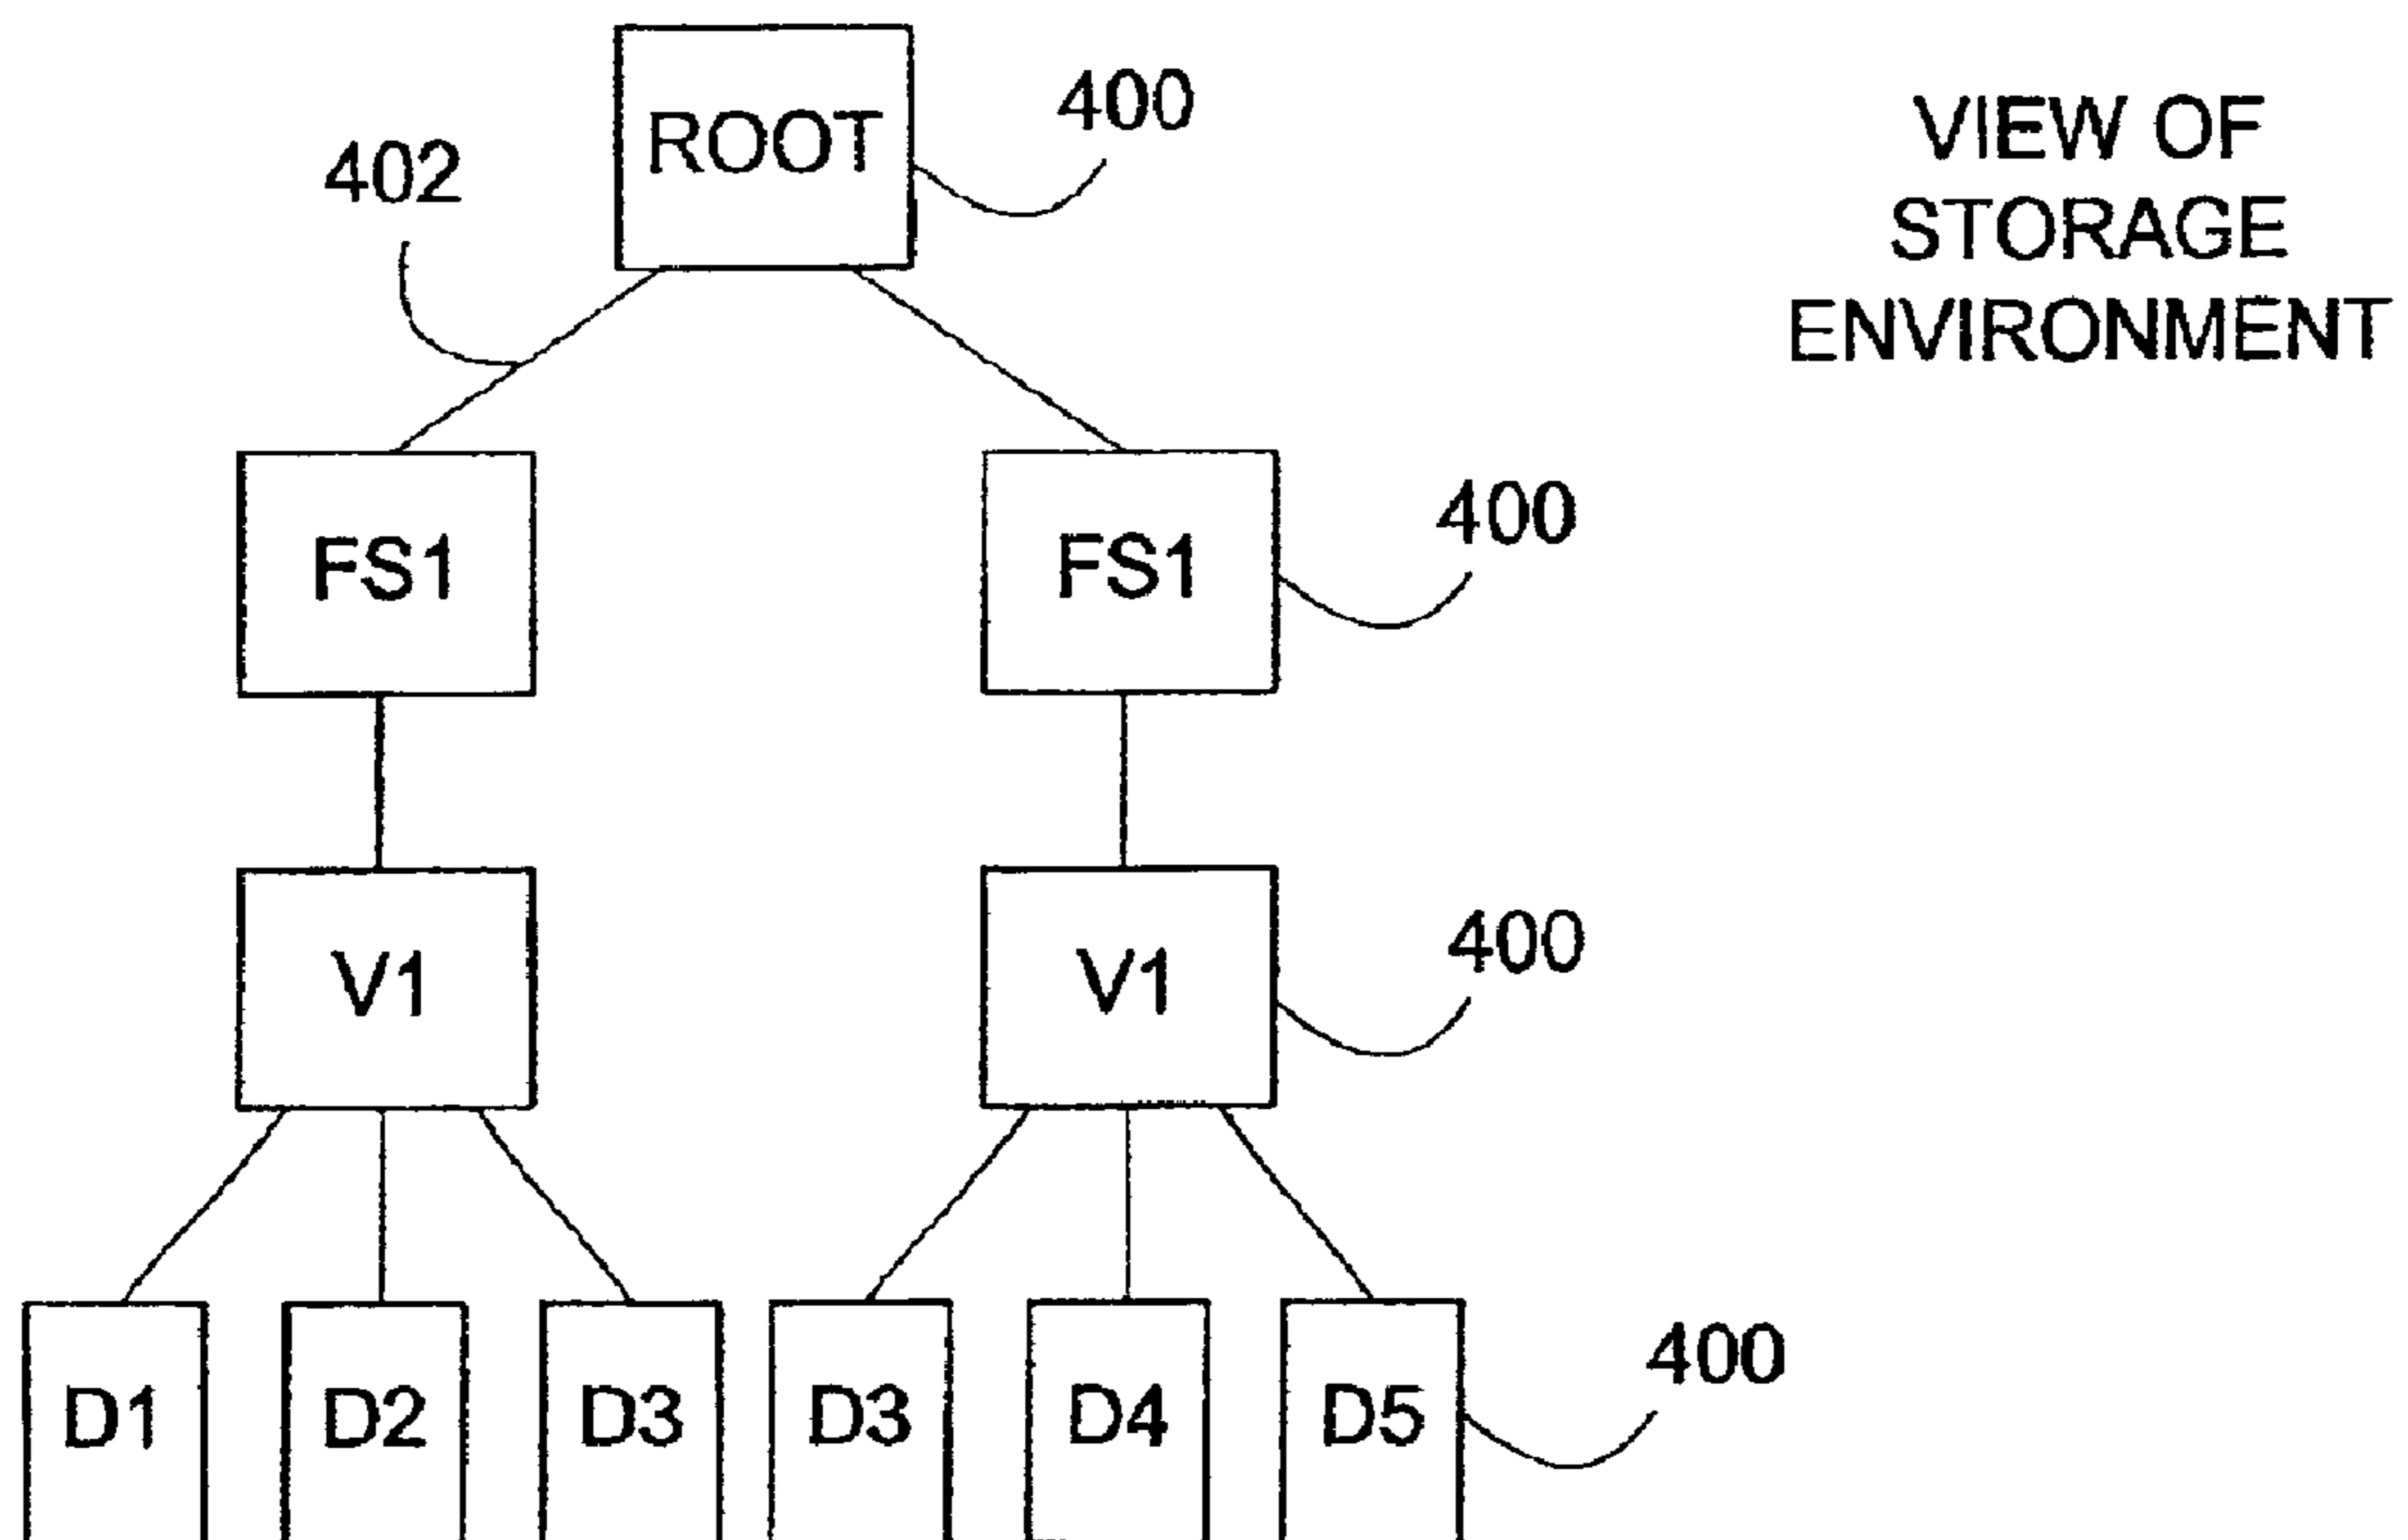 ROOT
400
402
VIEW OF
STORAGE
ENVIRONMENT
FS1
FS1
400
V1
V1
400
D1
D2
D3
D3
D4
D5
400